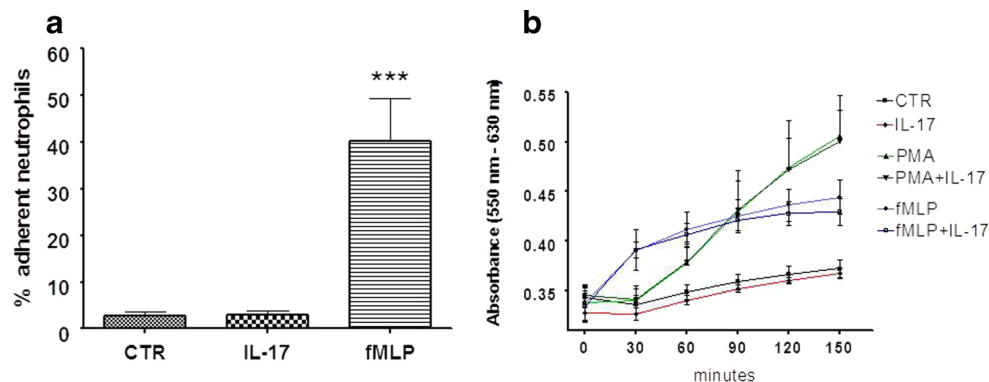 a
% adherent neutrophils
60
50
40
30
20
10
0
***
CTR
IL-17
fMLP
b
Absorbance (550 nm - 630 nm)
0.55
0.50
0.45
0.40
0.35
0
30
60
90
120
150
minutes
CTR
IL-17
PMA
PMA+IL-17
fMLP
fMLP+IL-17